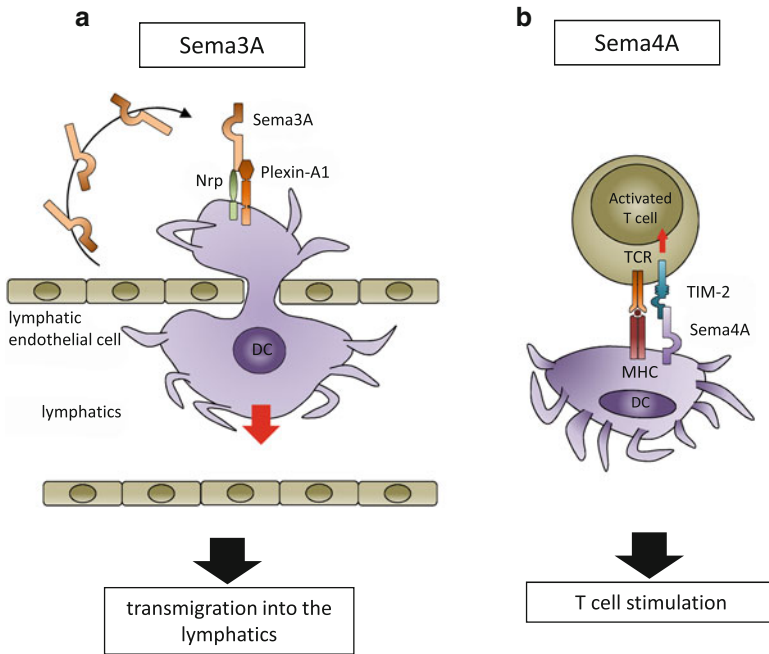 a
Sema3A
Sema3A
Plexin-A1
Nrp
lymphatic
endothelial cell
DC
lymphatics
transmigration into the
lymphatics
b
Sema4A
Activated
T cell
TCR
TIM-2
Sema4A
MHC
DC
T cell stimulation